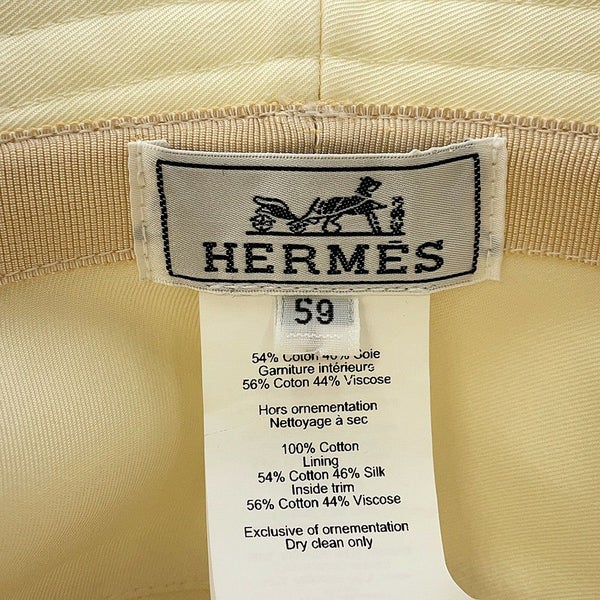 HERMÈS
59
54% Coton 46% Soie
Garniture intérieure
56% Coton 44% Viscose
Hors ornementation
Nettoyage à sec
100% Cotton
Lining
54% Cotton 46% Silk
Inside trim
56% Cotton 44% Viscose
Exclusive of ornementation
Dry clean only